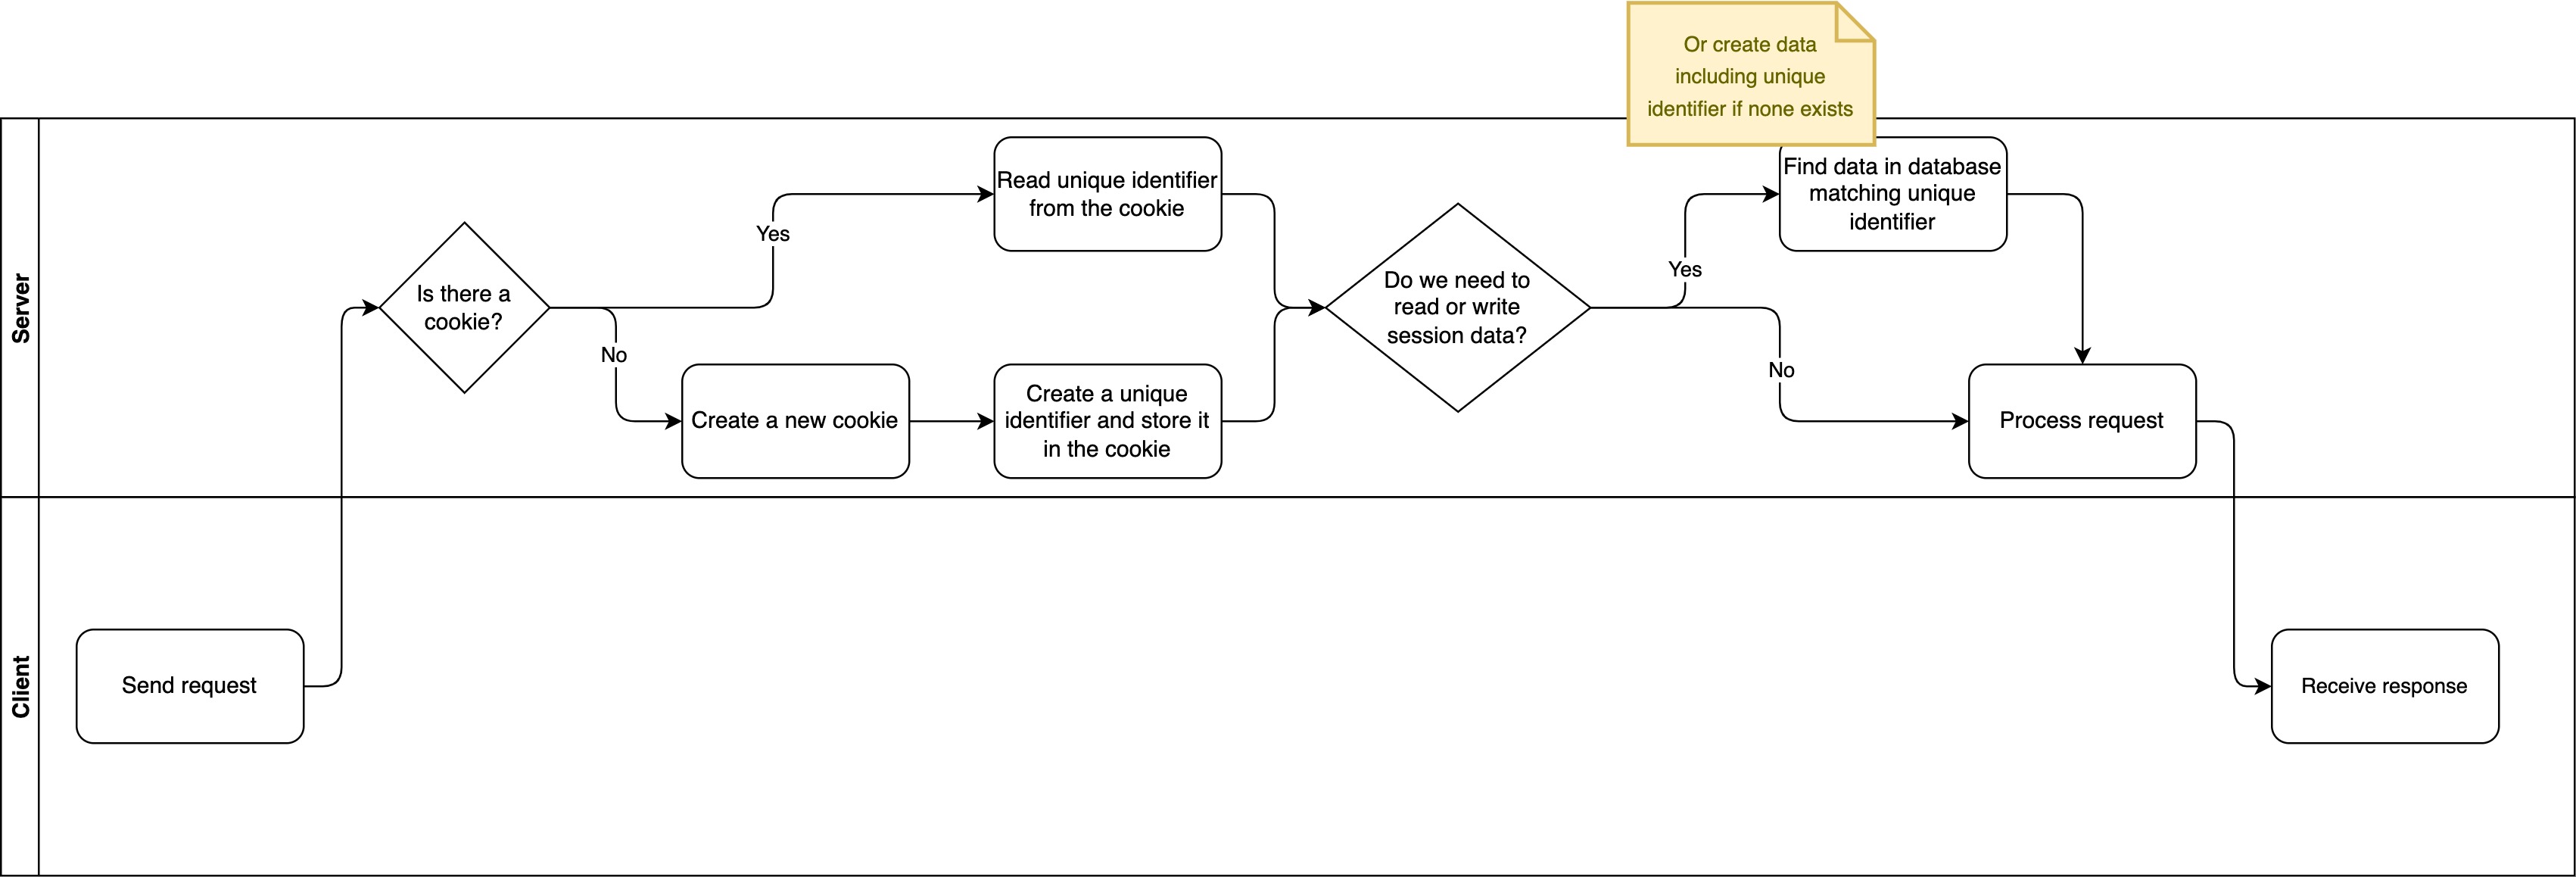 Or create data
including unique
identifier if none exists
Server
Is there a
cookie?
Yes
No
Read unique identifier
from the cookie
Create a new cookie
Create a unique
identifier and store it
in the cookie
Do we need to
read or write
session data?
Yes
No
Find data in database
matching unique
identifier
Process request
Client
Send request
Receive response